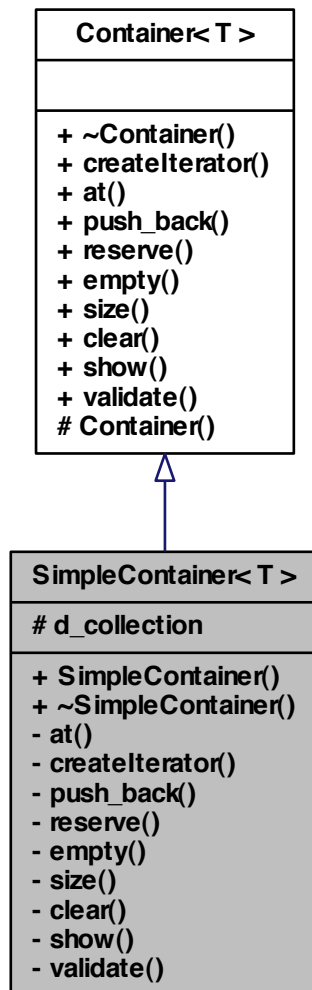 Container< T >
+ ~Container()
+ createIterator()
+ at()
+ push_back()
+ reserve()
+ empty()
+ size()
+ clear()
+ show()
+ validate()
# Container()
SimpleContainer< T >
# d_collection
+ SimpleContainer()
+ ~SimpleContainer()
- at()
- createIterator()
- push_back()
- reserve()
- empty()
- size()
- clear()
- show()
- validate()